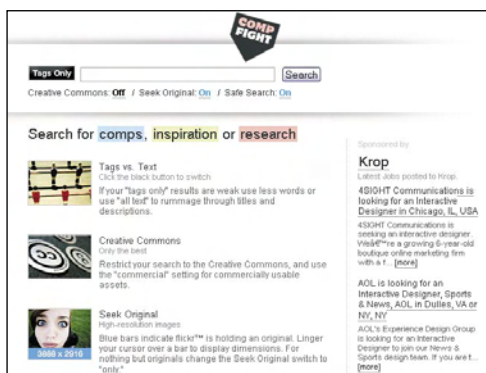 COMP
FIGHT
Tags Only
Search
Creative Commons: Off / Seek Original: On / Safe Search: On
Search for comps, inspiration or research
Tags vs. Text
Click the black button to switch
If your "tags only" results are weak use less words or
use "all text" to rummage through titles and
descriptions.
Creative Commons
Only the best
Restrict your search to the Creative Commons, and use
the "commercial" setting for commercially usable
assets.
Seek Original
High-resolution images
Blue bars indicate flickr™ is holding an original. Linger
your cursor over a bar to display dimensions. For
nothing but originals change the Seek Original switch to
"only."
3888 x 2916
Sponsored by
Krop
Latest Jobs posted to Krop.
4SIGHT Communications is
looking for an Interactive
Designer in Chicago, IL, USA
4SIGHT Communications is
seeking an interactive designer.
Weâ€™re a growing 6-year-old
boutique online marketing firm
with a f... [more]
AOL is looking for an
Interactive Designer, Sports
& News, AOL in Dulles, VA or
NY, NY
AOL's Experience Design Group
is looking for an Interactive
Designer to join our News &
Sports design team. If you are t...
[more]